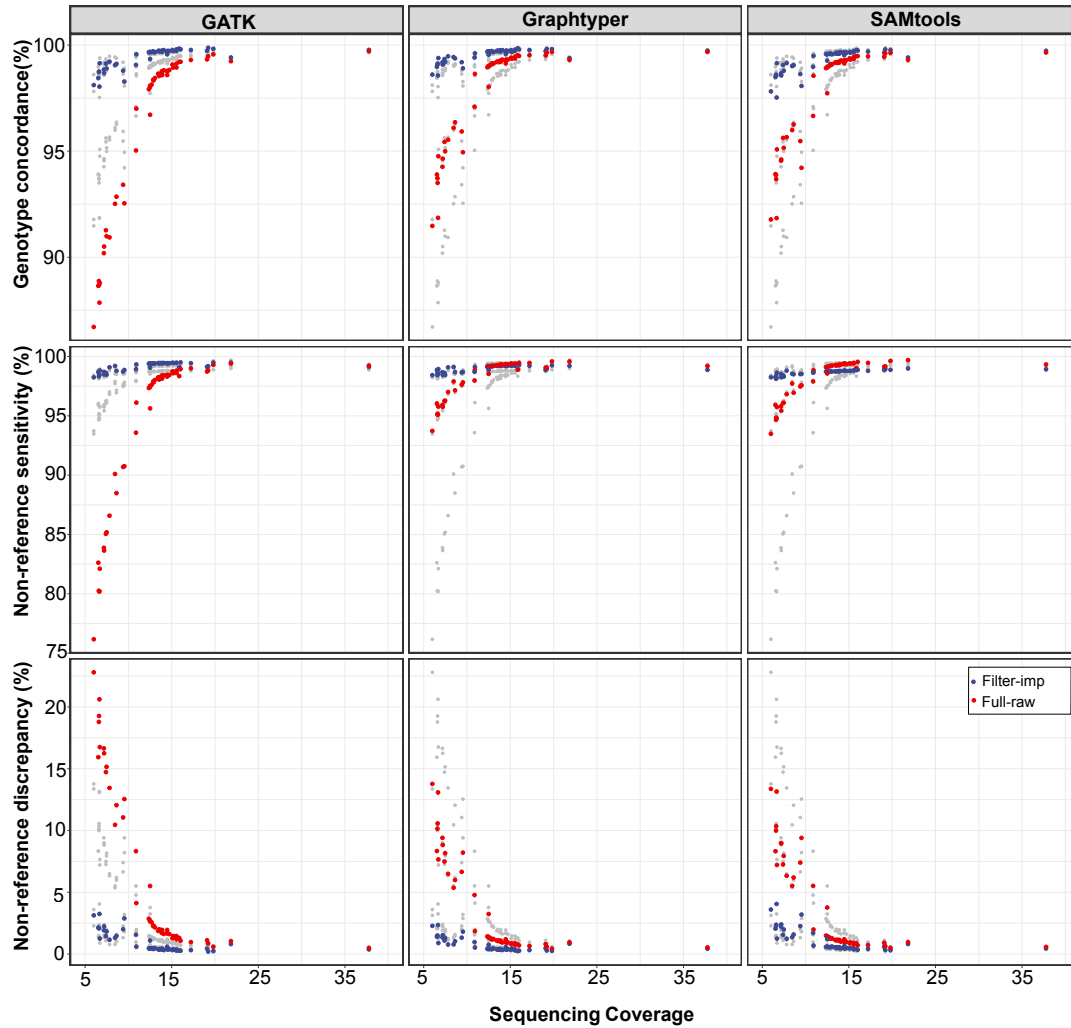 GATK
Graphtyper
SAMtools
Genotype concordance(%)
100
95
90
Non-reference sensitivity (%)
100
95
90
85
80
75
Non-reference discrepancy (%)
20
15
10
5
0
Filter-imp
Full-raw
5 15 25 35
5 15 25 35
5 15 25 35
Sequencing Coverage